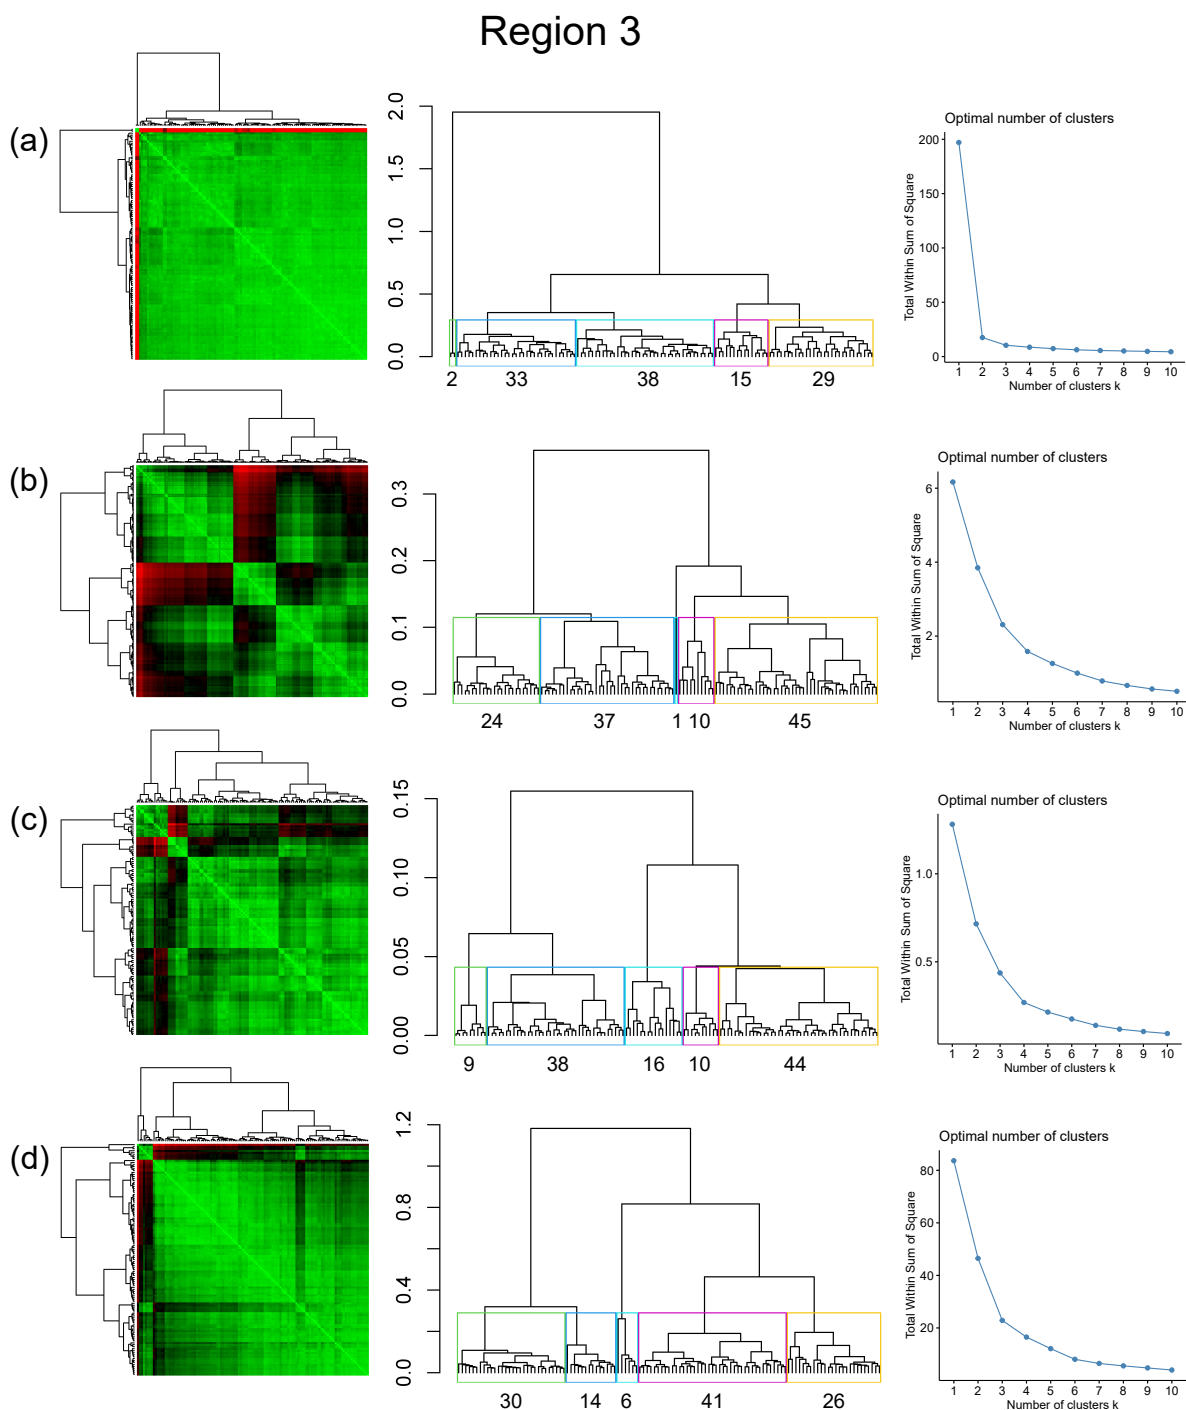 Region 3
(a)
2.0
1.5
1.0
0.5
0.0
2 33 38 15 29
Optimal number of clusters
Total Within Sum of Square
200
150
100
50
0
1 2 3 4 5 6 7 8 9 10
Number of clusters k
(b)
0.3
0.2
0.1
0.0
24 37 1 10 45
Optimal number of clusters
Total Within Sum of Square
6
4
2
1 2 3 4 5 6 7 8 9 10
Number of clusters k
(c)
0.15
0.10
0.05
0.00
9 38 16 10 44
Optimal number of clusters
Total Within Sum of Square
1.0
0.5
1 2 3 4 5 6 7 8 9 10
Number of clusters k
(d)
1.2
0.8
0.4
0.0
30 14 6 41 26
Optimal number of clusters
Total Within Sum of Square
80
60
40
20
1 2 3 4 5 6 7 8 9 10
Number of clusters k